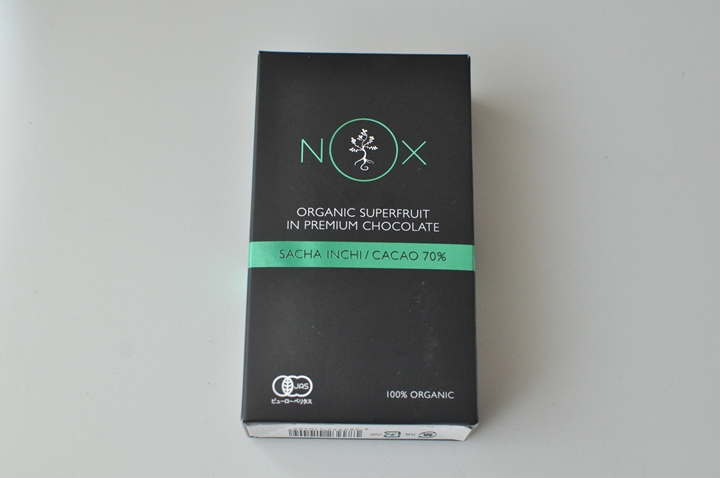 NOX
ORGANIC SUPERFRUIT
IN PREMIUM CHOCOLATE
SACHA INCHI / CACAO 70%
JAS
ビューローベリタス
100% ORGANIC